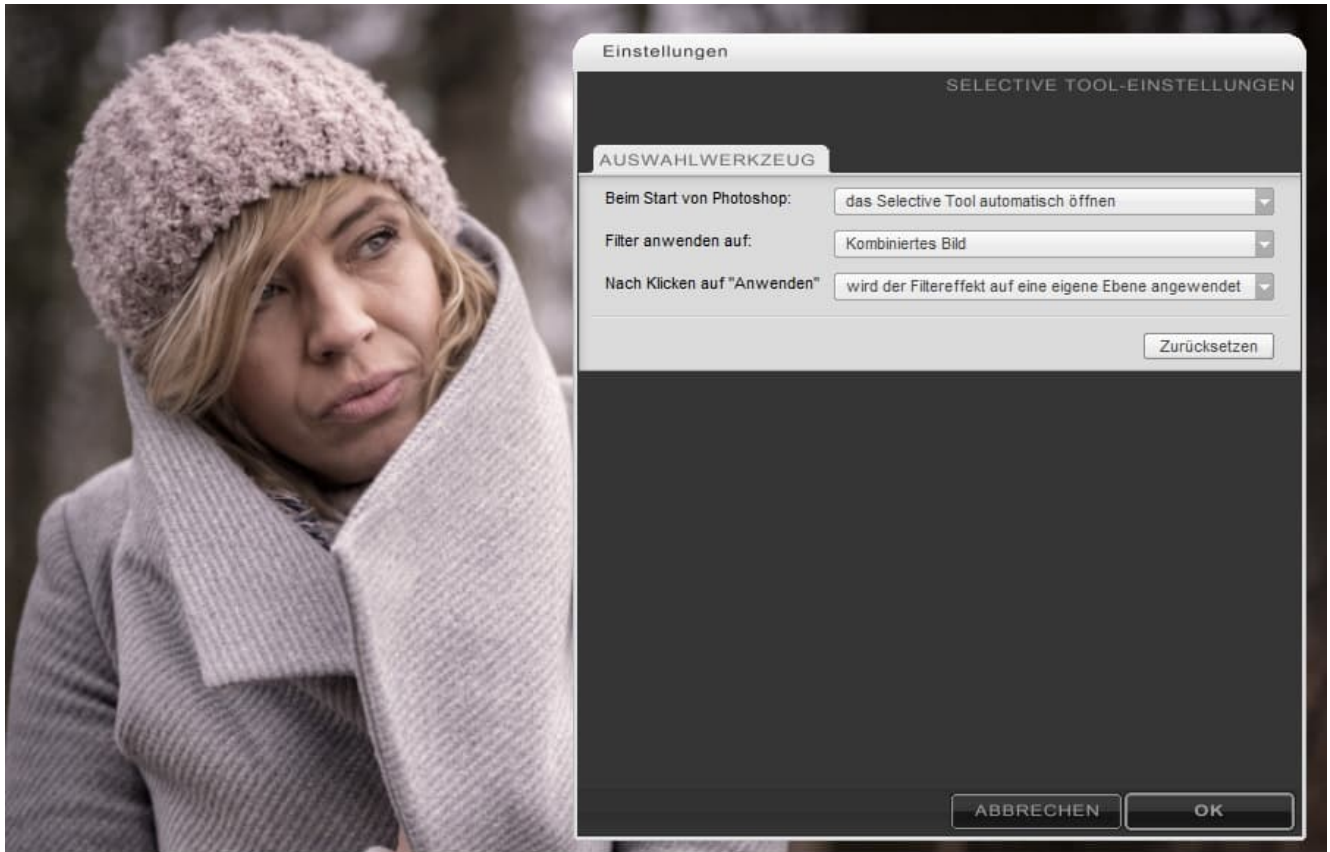 Einstellungen
SELECTIVE TOOL-EINSTELLUNGEN
AUSWAHLWERKZEUG
Beim Start von Photoshop: das Selective Tool automatisch öffnen
Filter anwenden auf: Kombiniertes Bild
Nach Klicken auf "Anwenden" wird der Filtereffekt auf eine eigene Ebene angewendet
Zurücksetzen
ABBRECHEN OK